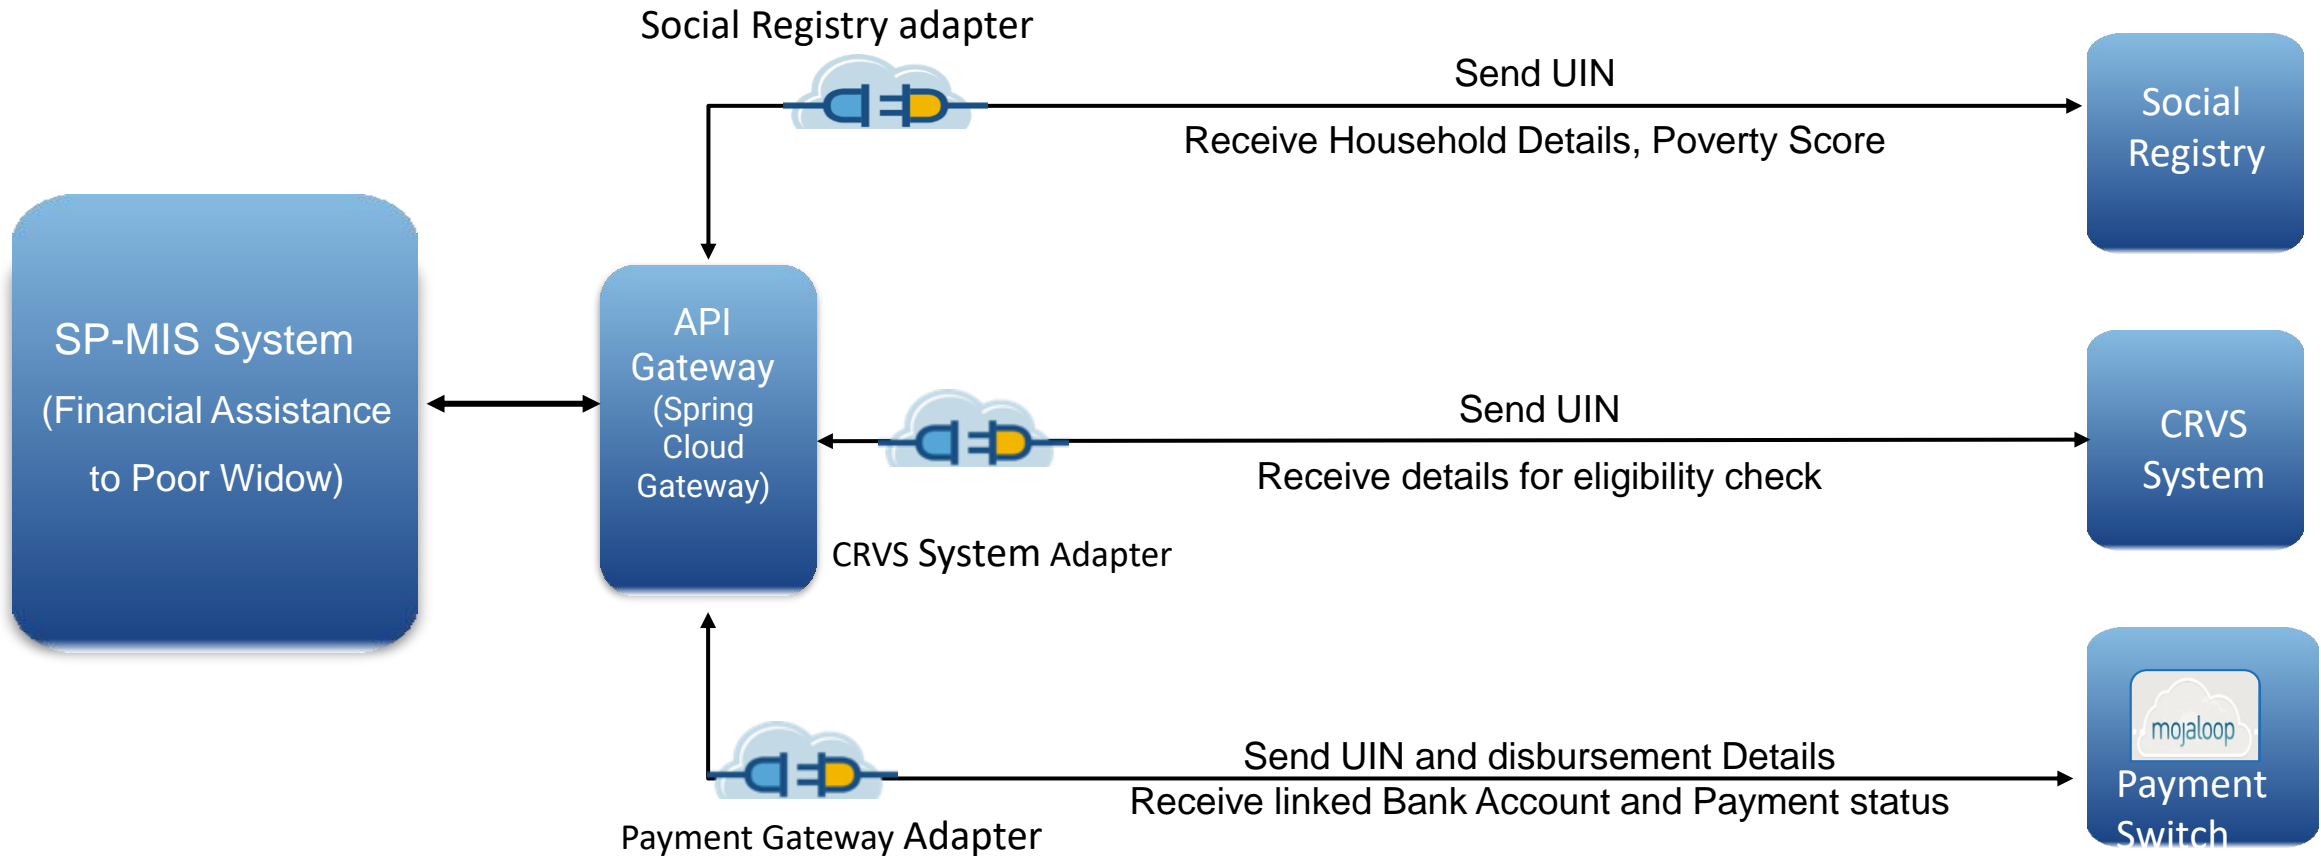 Social Registry adapter
Send UIN
Receive Household Details, Poverty Score
Social
Registry
SP-MIS System
(Financial Assistance
to Poor Widow)
API
Gateway
(Spring
Cloud
Gateway)
Send UIN
Receive details for eligibility check
CRVS System Adapter
CRVS
System
Send UIN and disbursement Details
Receive linked Bank Account and Payment status
Payment Gateway Adapter
mojaloop
Payment
Switch